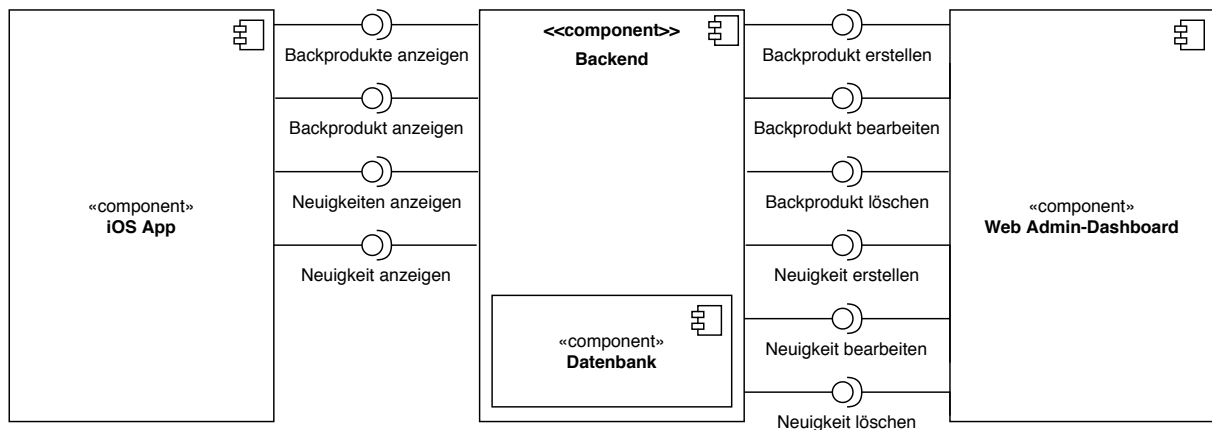 «component»
iOS App
Backprodukte anzeigen
Backprodukt anzeigen
Neuigkeiten anzeigen
Neuigkeit anzeigen
<<component>>
Backend
«component»
Datenbank
Backprodukt erstellen
Backprodukt bearbeiten
Backprodukt löschen
Neuigkeit erstellen
Neuigkeit bearbeiten
Neuigkeit löschen
«component»
Web Admin-Dashboard